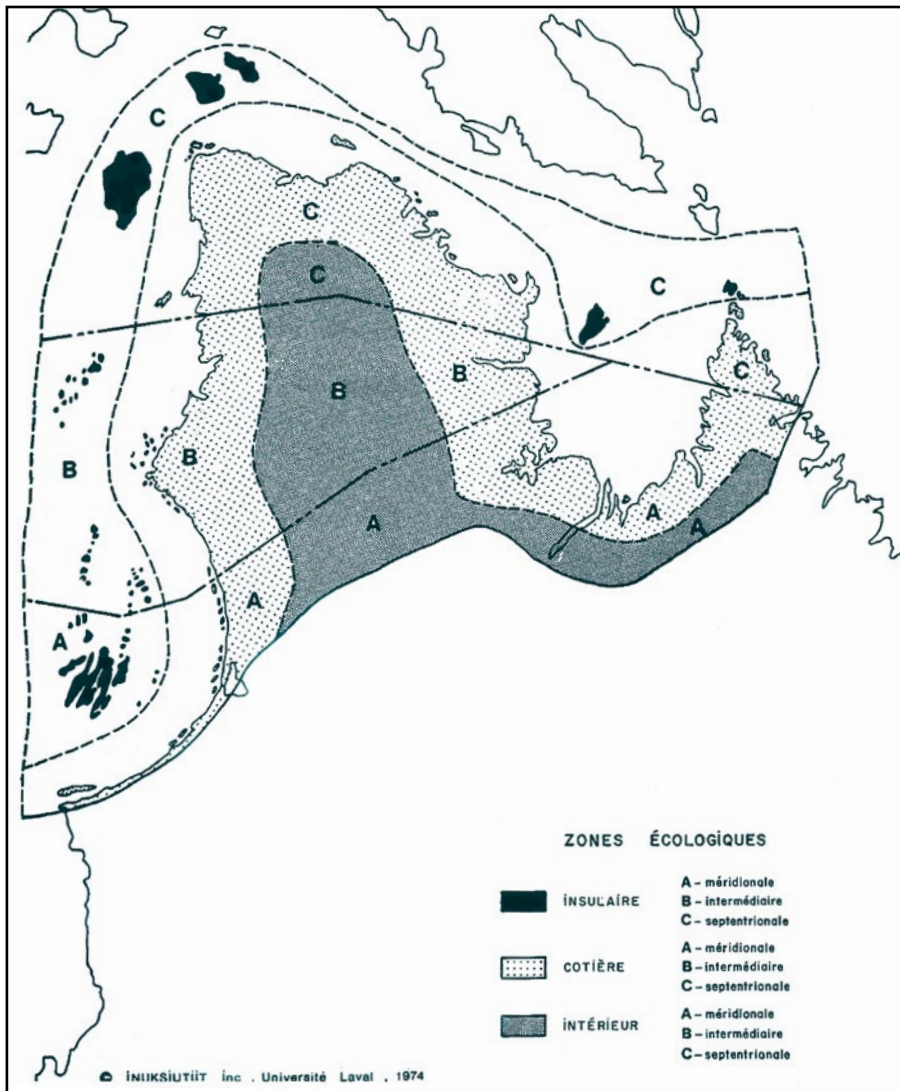 C
C
C
C
B
B
C
B
B
A
A
A
A
A
ZONES ÉCOLOGIQUES
INSULAIRE
A - méridionale
B - intermédiaire
C - septentrionale
COTIÈRE
A - méridionale
B - intermédiaire
C - septentrionale
INTÉRIEUR
A - méridionale
B - intermédiaire
C - septentrionale
© INUKSIUTIIT inc. Université Laval, 1974